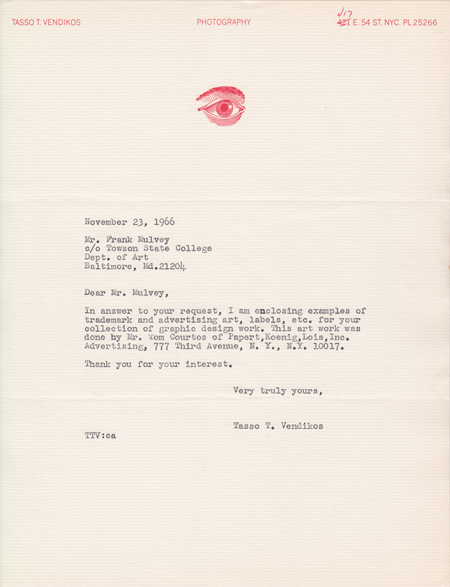 TASSO T. VENDIKOS PHOTOGRAPHY 421 E. 54 ST. NYC. PL 25266
November 23, 1966
Mr. Frank Mulvey
c/o Towson State College
Dept. of Art
Baltimore, Md.21204
Dear Mr. Mulvey,
In answer to your request, I am enclosing examples of
trademark and advertising art, labels, etc. for your
collection of graphic design work. This art work was
done by Mr. Tom Courtos of Papert,Koenig,Lois,Inc.
Advertising, 777 Third Avenue, N. Y., N.Y. 10017.
Thank you for your interest.
Very truly yours,
Tasso T. Vendikos
TTV:ca